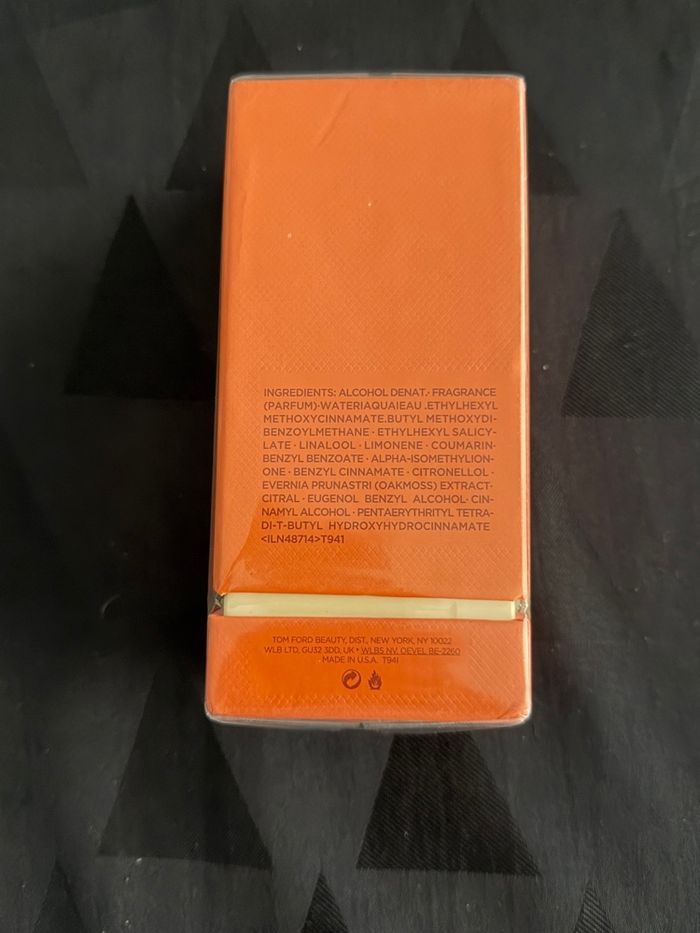 INGREDIENTS: ALCOHOL DENAT.· FRAGRANCE
(PARFUM)·WATERIAQUAIEAU .ETHYLHEXYL
METHOXYCINNAMATE.BUTYL METHOXYDI-
BENZOYLMETHANE · ETHYLHEXYL SALICY-
LATE · LINALOOL · LIMONENE · COUMARIN·
BENZYL BENZOATE · ALPHA-ISOMETHYLION-
ONE · BENZYL CINNAMATE · CITRONELLOL ·
EVERNIA PRUNASTRI (OAKMOSS) EXTRACT·
CITRAL · EUGENOL BENZYL ALCOHOL· CIN-
NAMYL ALCOHOL · PENTAERYTHRITYL TETRA-
DI-T-BUTYL HYDROXYHYDROCINNAMATE
<ILN48714>T941
TOM FORD BEAUTY, DIST., NEW YORK, NY 10022
WLB LTD, GU32 3DD, UK • WLBS NV. OEVEL BE-2260
MADE IN U.S.A. T941